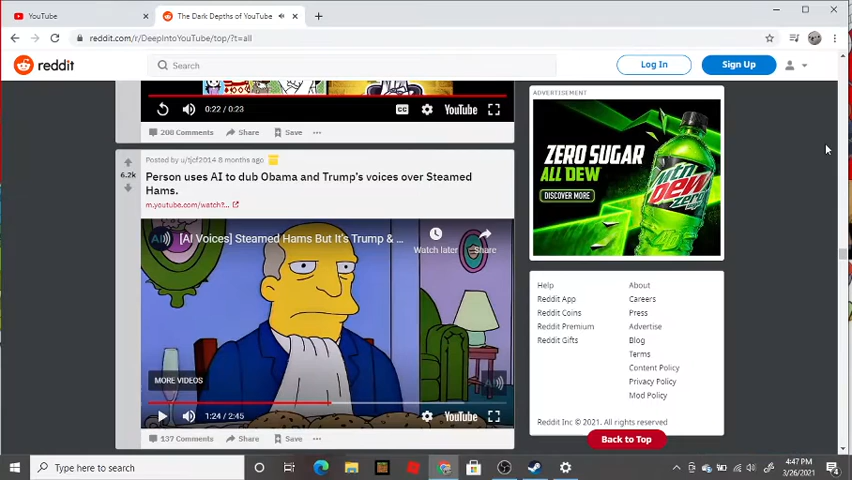 YouTube
The Dark Depths of YouTube
reddit.com/r/DeepIntoYouTube/top/?t=all
reddit
Search
Log In
Sign Up
0:22 / 0:23
CC
YouTube
208 Comments
Share
Save
Posted by u/tjcf2014 8 months ago
6.2k
Person uses AI to dub Obama and Trump's voices over Steamed
Hams.
m.youtube.com/watch?...
[AI Voices] Steamed Hams But It's Trump & ...
Watch later
Share
MORE VIDEOS
1:24 / 2:45
YouTube
137 Comments
Share
Save
ADVERTISEMENT
ZERO SUGAR
ALL DEW
DISCOVER MORE
MTN
DEW
ZERO
Help
Reddit App
Reddit Coins
Reddit Premium
Reddit Gifts
About
Careers
Press
Advertise
Blog
Terms
Content Policy
Privacy Policy
Mod Policy
Reddit Inc © 2021. All rights reserved
Back to Top
Type here to search
4:47 PM
3/26/2021
4